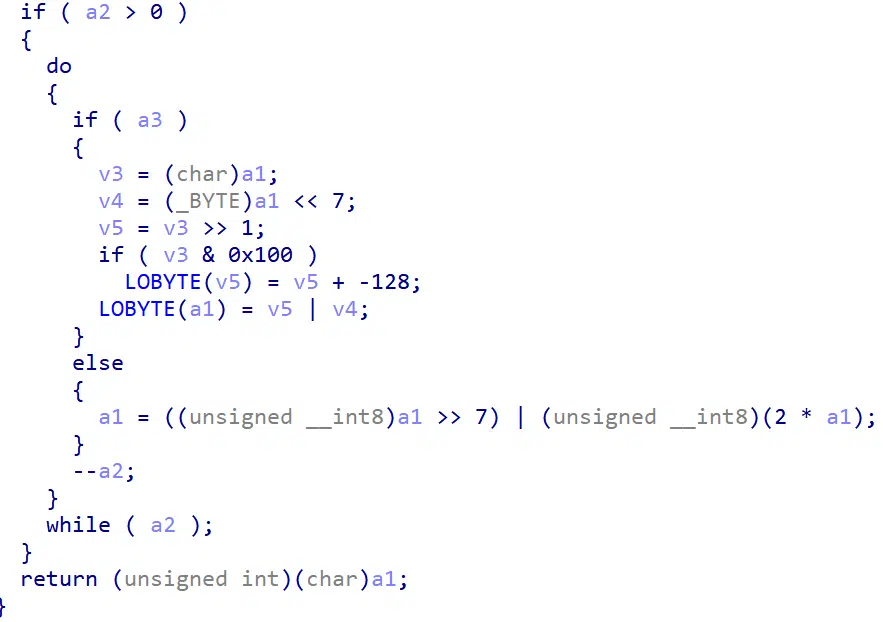 if ( a2 > 0 )
{
do
{
if ( a3 )
{
v3 = (char)a1;
v4 = (_BYTE)a1 << 7;
v5 = v3 >> 1;
if ( v3 & 0x100 )
LOBYTE(v5) = v5 + -128;
LOBYTE(a1) = v5 | v4;
}
else
{
a1 = ((unsigned __int8)a1 >> 7) | (unsigned __int8)(2 * a1);
}
--a2;
}
while ( a2 );
}
return (unsigned int)(char)a1;
}